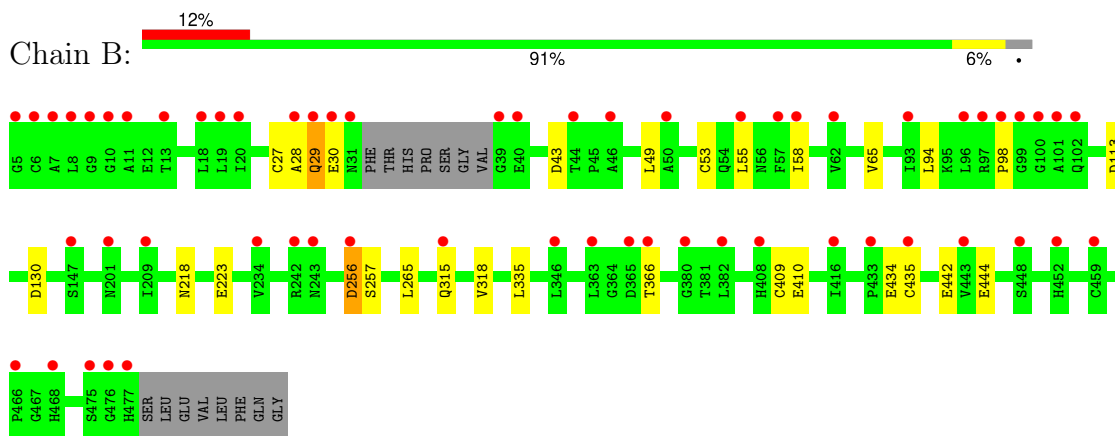 12%
Chain B:
91% 6% •
G5 C6 A7 L8 G9 G10 A11 E12 T13 L18 L19 I20 C27 A28 Q29 E30 N31 PHE THR HIS PRO SER GLY VAL G39 E40 D43 T44 P45 A46 L49 A50 C53 Q54 L55 N56 F57 I58 V62 V65 I93 L94 K95 L96 R97 P98 G99 G100 A101 Q102
D130 S147 N201 I209 N218 E223 V234 R242 N243 D256 S257 L265 Q315 V318 L335 L346 L363 G364 D365 T366 G380 T381 L382 H408 C409 E410 I416 P433 E434 C435 E442 V443 E444 S448 H452 C459
P466 G467 H468 S475 G476 H477 SER LEU GLU VAL LEU PHE GLN GLY